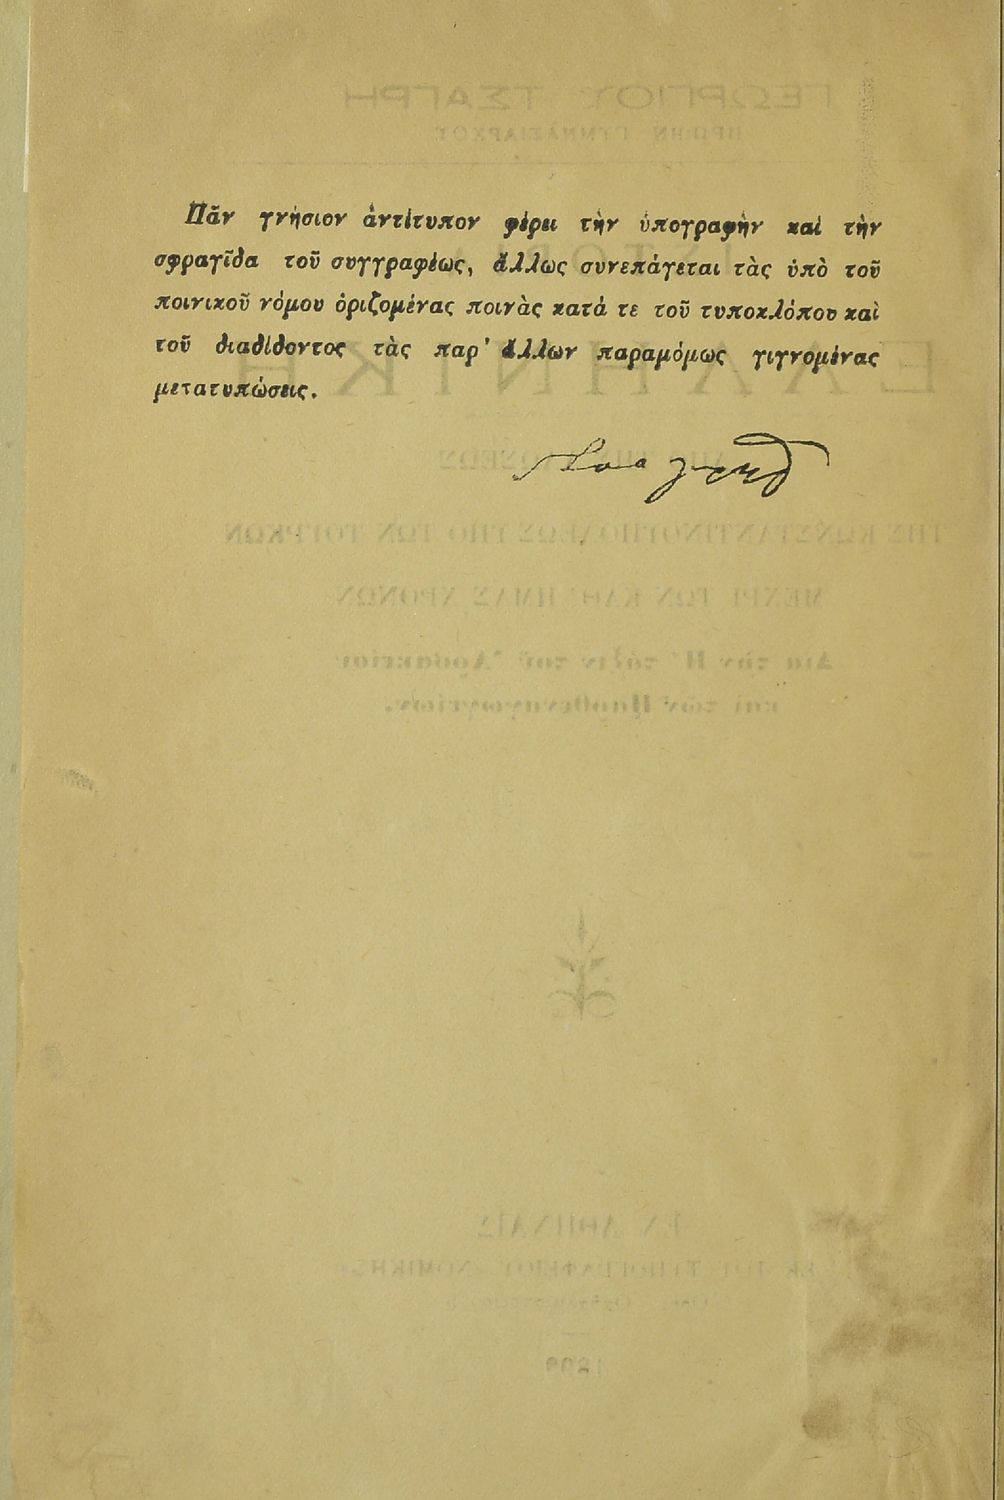 Πᾶν γνήσιον ἀντίτυπον φέρει τὴν ὑπογραφὴν καὶ τὴν
σφραγῖδα τοῦ συγγραφέως, ἄλλως συνεπάγεται τὰς ὑπὸ τοῦ
ποινικοῦ νόμου ὁριζομένας ποινὰς κατά τε τοῦ τυποκλόπου καὶ
τοῦ διαδίδοντος τὰς παρ' ἄλλων παραμόμως γιγνομένας
μετατυπώσεις.